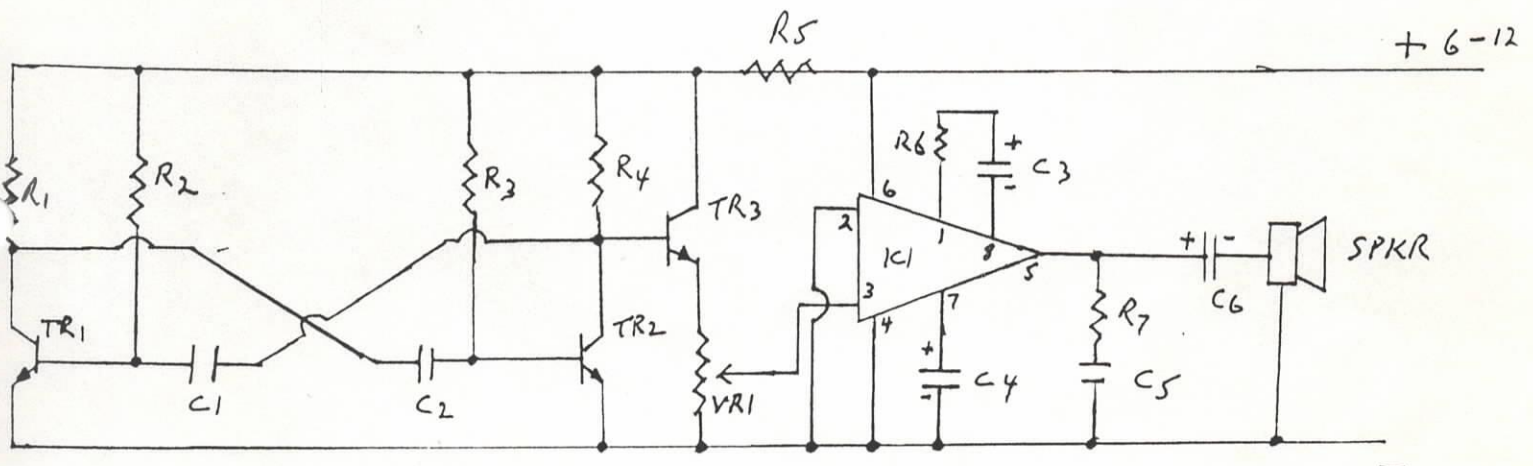 R5
+ 6-12
R1
R2
R3
R4
TR3
R6
+
C3
-
6
2
1
8
IC1
5
3
7
4
+
-
C6
SPKR
R7
TR1
TR2
C1
C2
VR1
+
C4
-
C5